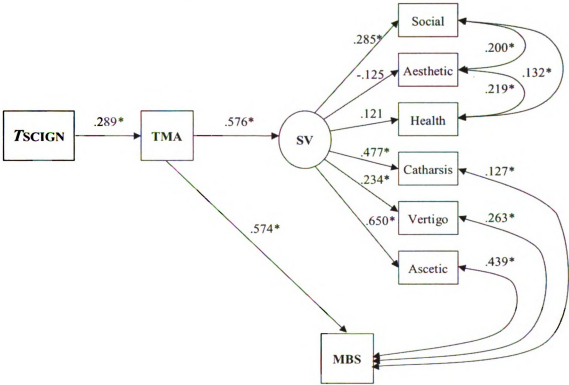 Social
.285*
.200*
-.125
Aesthetic
.132*
.219*
TSCIGN
.289*
TMA
.576*
SV
.121
Health
.477*
Catharsis
.127*
.234*
Vertigo
.263*
.650*
.574*
Ascetic
.439*
MBS